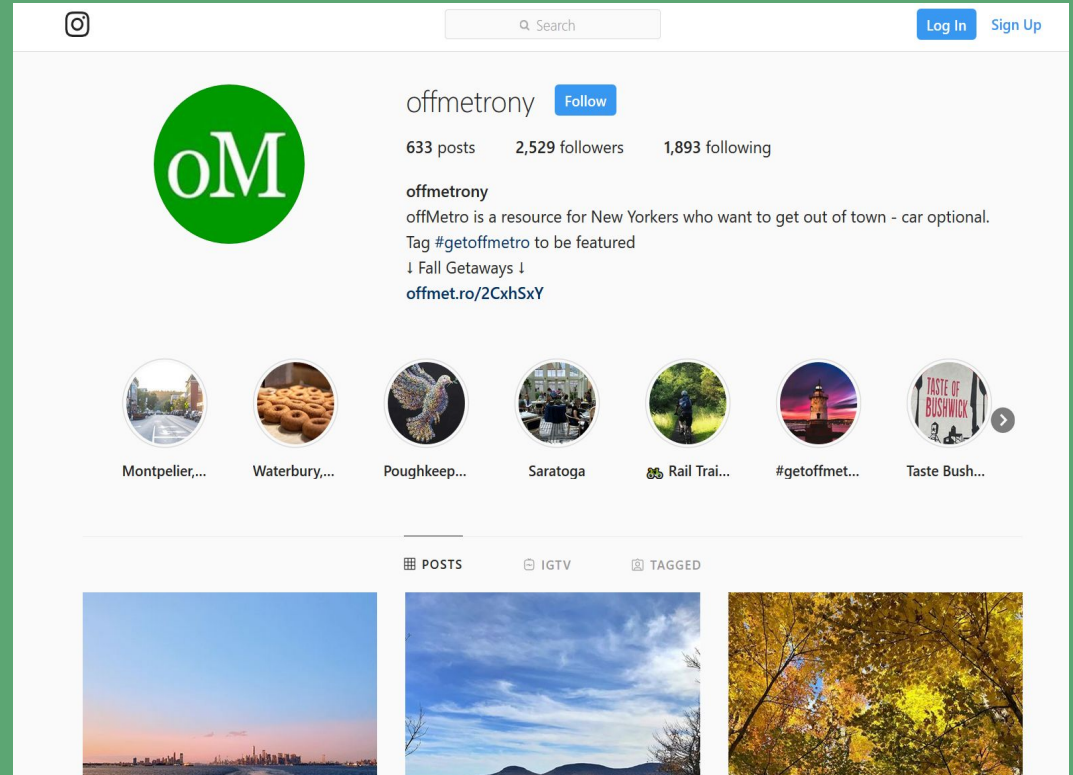 Search
Log In
Sign Up
oM
offmetrony
Follow
633 posts
2,529 followers
1,893 following
offmetrony
offMetro is a resource for New Yorkers who want to get out of town - car optional.
Tag #getoffmetro to be featured
↓ Fall Getaways ↓
offmet.ro/2CxhSxY
TASTE OF
BUSHWICK
Montpelier,...
Waterbury,...
Poughkeep...
Saratoga
🚲 Rail Trai...
#getoffmet...
Taste Bush...
POSTS
IGTV
TAGGED